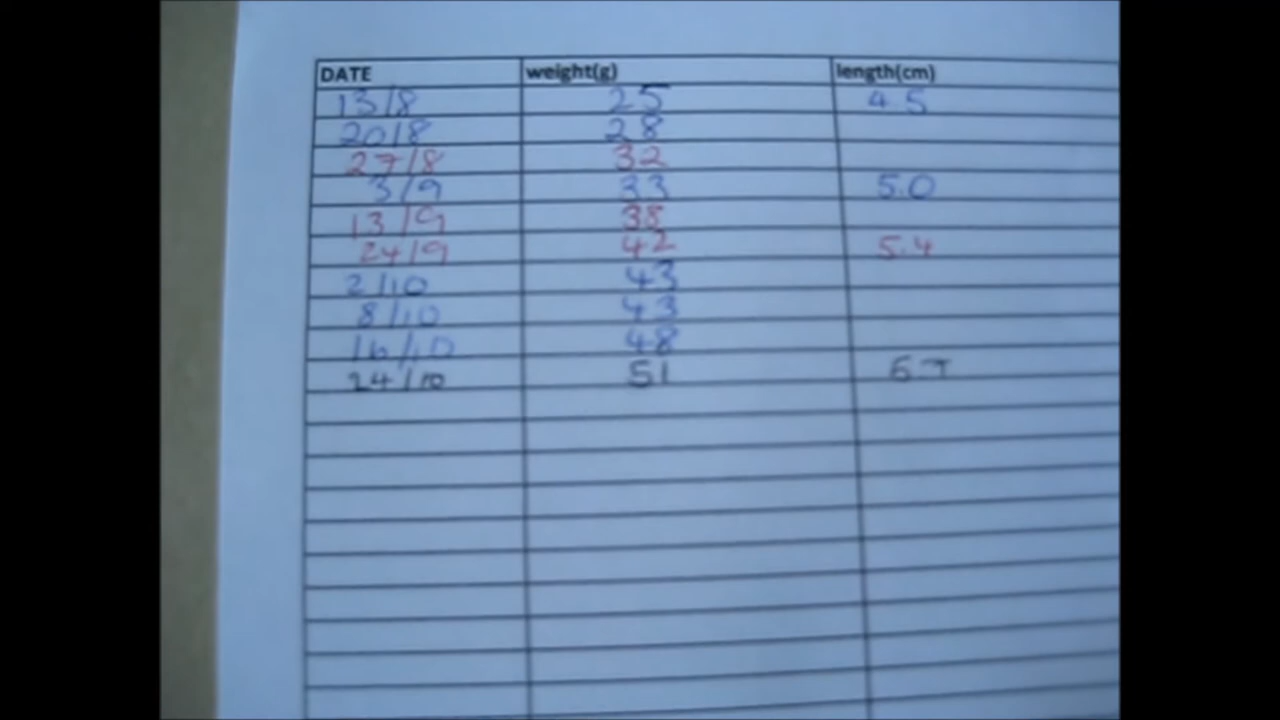 DATE weight(g) length(cm)
13/8 25 4.5
20/8 28
27/8 32
3/9 33 5.0
13/9 38
24/9 42 5.4
2/10 43
8/10 43
16/10 48
24/10 51